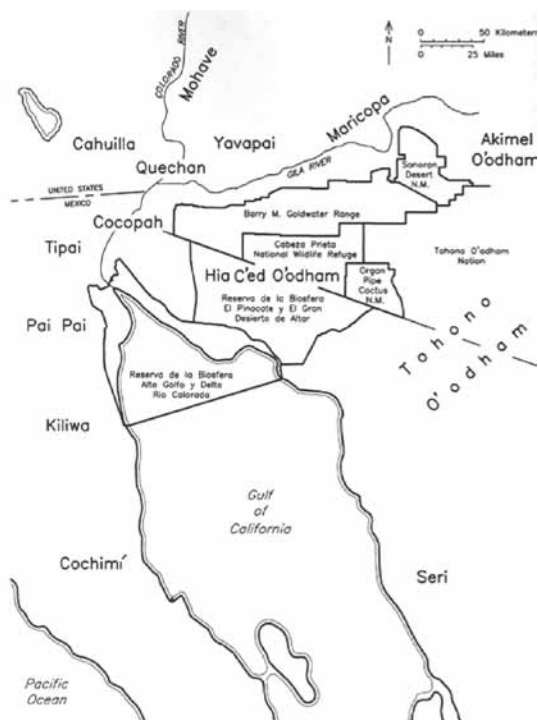 0 50 Kilometers
0 25 Miles
N
COLORADO RIVER
Mohave
Maricopa
Cahuilla
Yavapai
Akimel
O'odham
Quechan
GILA RIVER
Sonoran
Desert
N.M.
UNITED STATES
MEXICO
Barry M. Goldwater Range
Cocopah
Tipai
Cabeza Prieta
National Wildlife Refuge
Tohono O'odham
Nation
Hia C'ed O'odham
Organ
Pipe
Cactus
N.M.
Reserva de la Biosfera
El Pinacate y El Gran
Desierto de Altar
Pai Pai
Tohono
O'odham
Reserva de la Biosfera
Alto Golfo y Delta
Rio Colorado
Kiliwa
Gulf
of
California
Cochimí
Seri
Pacific
Ocean